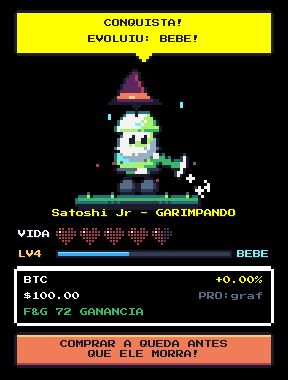 CONQUISTA!
EVOLUIU: BEBE!
Satoshi Jr - GARIMPANDO
VIDA
LV4 BEBE
BTC +0.00%
$100.00 PRO:graf
F&G 72 GANANCIA
COMPRAR A QUEDA ANTES
QUE ELE MORRA!